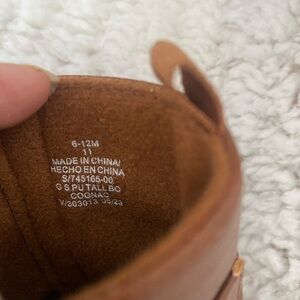 6-12M
11
MADE IN CHINA/
HECHO EN CHINA
S/745165-00
G S.PU TALL BO
COGNAC
V/303013 05/23